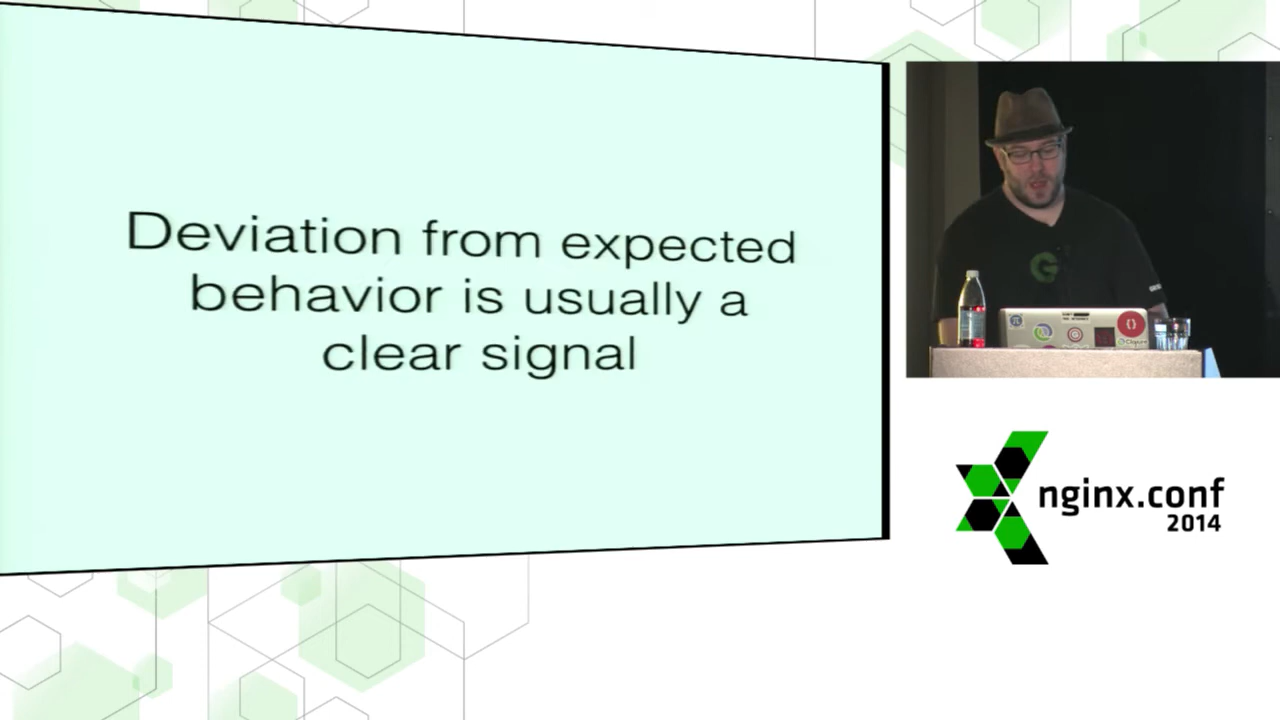 Deviation from expected
behavior is usually a
clear signal
nginx.conf
2014